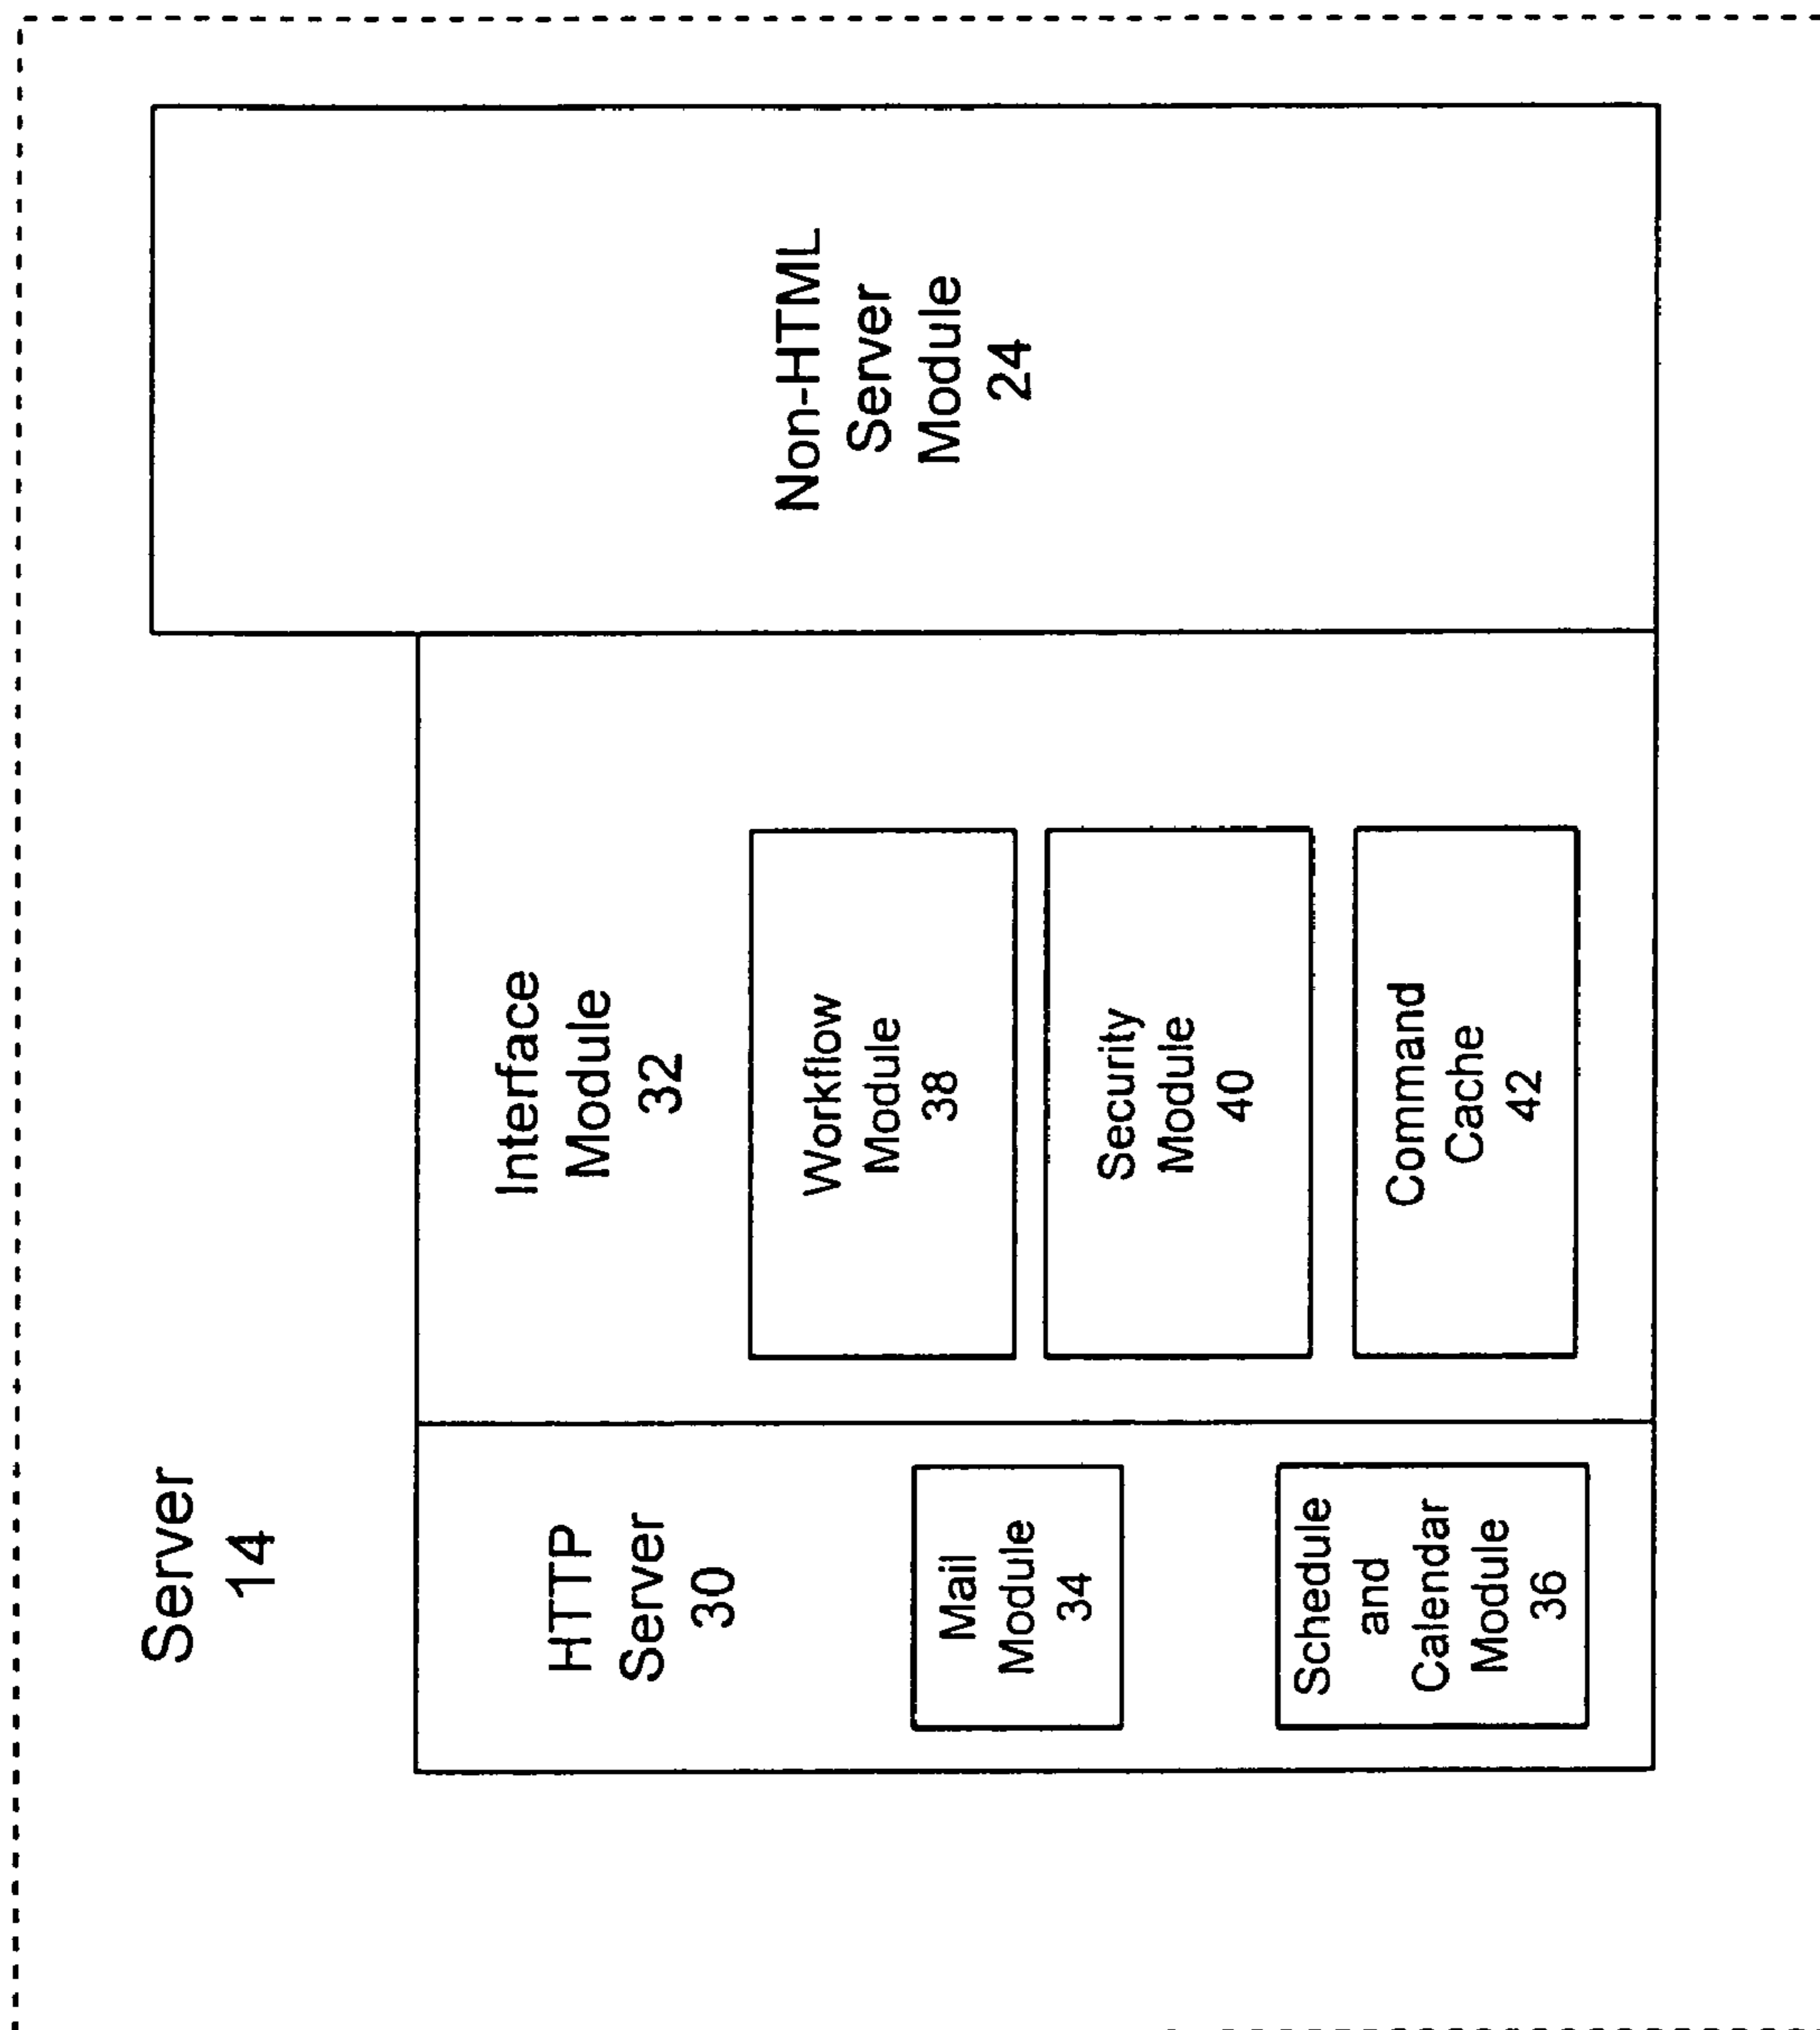 Server
14
HTTP
Server
30
Mail
Module
34
Schedule
and
Calendar
Module
36
Interface
Module
32
Workflow
Module
38
Security
Module
40
Command
Cache
42
Non-HTML
Server
Module
24